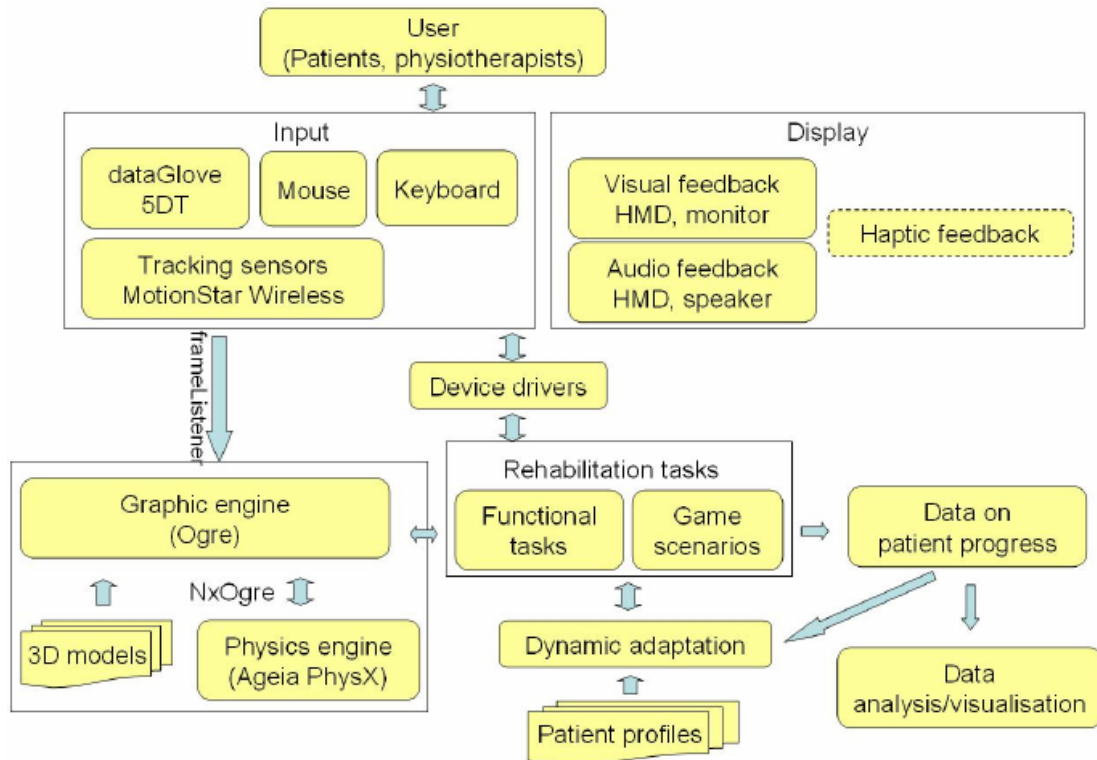 User
(Patients, physiotherapists)
Input
dataGlove
5DT
Mouse
Keyboard
Tracking sensors
MotionStar Wireless
Display
Visual feedback
HMD, monitor
Audio feedback
HMD, speaker
Haptic feedback
frameListener
Device drivers
Graphic engine
(Ogre)
NxOgre
3D models
Physics engine
(Ageia PhysX)
Rehabilitation tasks
Functional
tasks
Game
scenarios
Data on
patient progress
Dynamic adaptation
Patient profiles
Data
analysis/visualisation